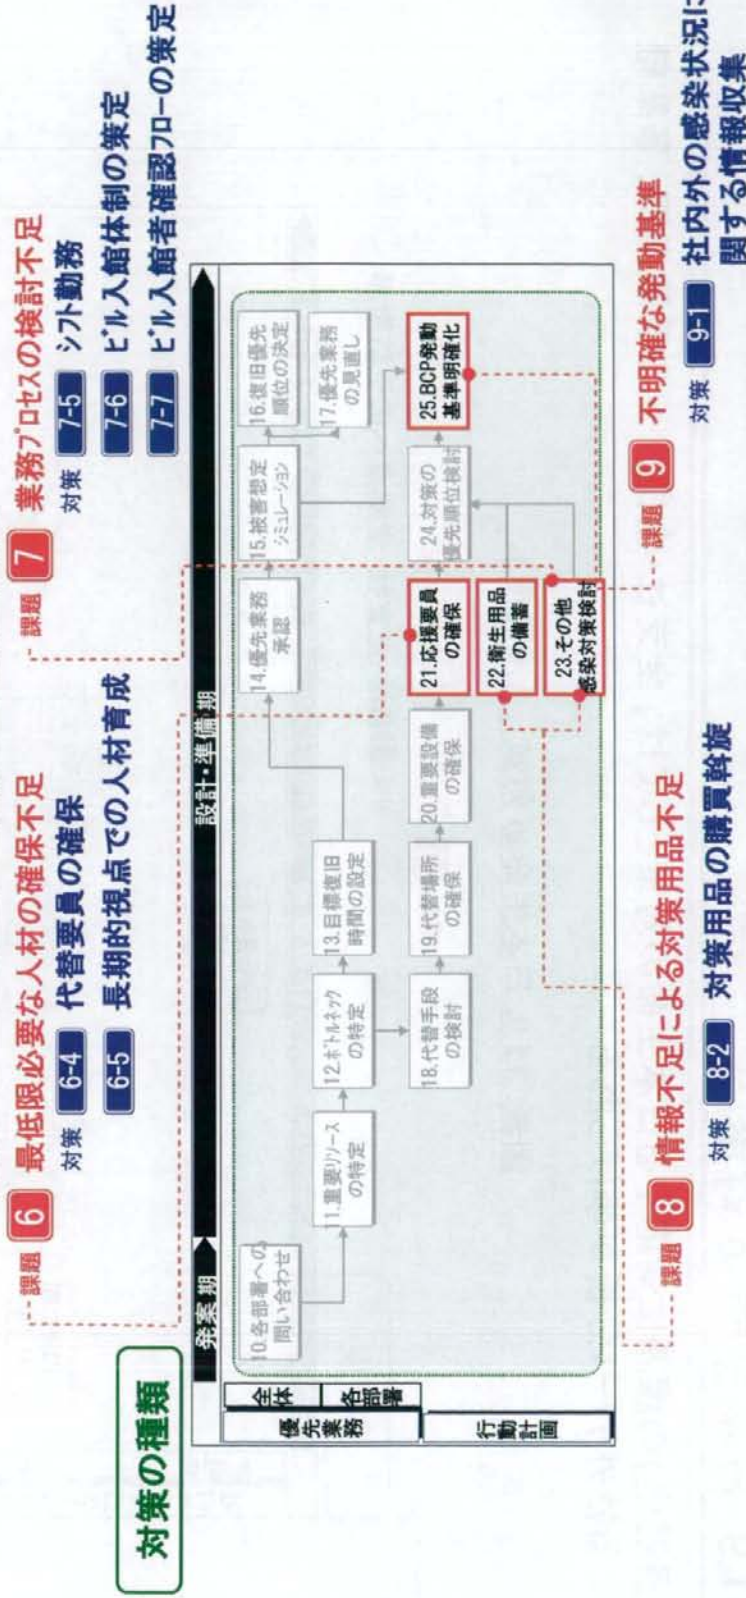 対策の種類
課題 6 最低限必要な人材の確保不足
対策 6-4 代替要員の確保
6-5 長期的視点での人材育成
課題 7 業務プロセスの検討不足
対策 7-5 シフト勤務
7-6 ビル入館体制の策定
7-7 ビル入館者確認フローの策定
発案期
設計・準備期
優先業務
全体
各部署
行動計画
10.各部署への
問い合わせ
11.重要リソース
の特定
12.ボトルネック
の特定
13.目標復旧
時間の設定
14.優先業務
承認
15.被害想定
シミュレーション
16.復旧優先
順位の決定
17.優先業務
の見直し
18.代替手段
の検討
19.代替場所
の確保
20.重要設備
の確保
21.応援要員
の確保
22.衛生用品
の備蓄
23.その他
感染対策検討
24.対策の
優先順位検討
25.BCP発動
基準明確化
課題 8 情報不足による対策用品不足
対策 8-2 対策用品の購買斡旋
課題 9 不明確な発動基準
対策 9-1 社内外の感染状況に
関する情報収集